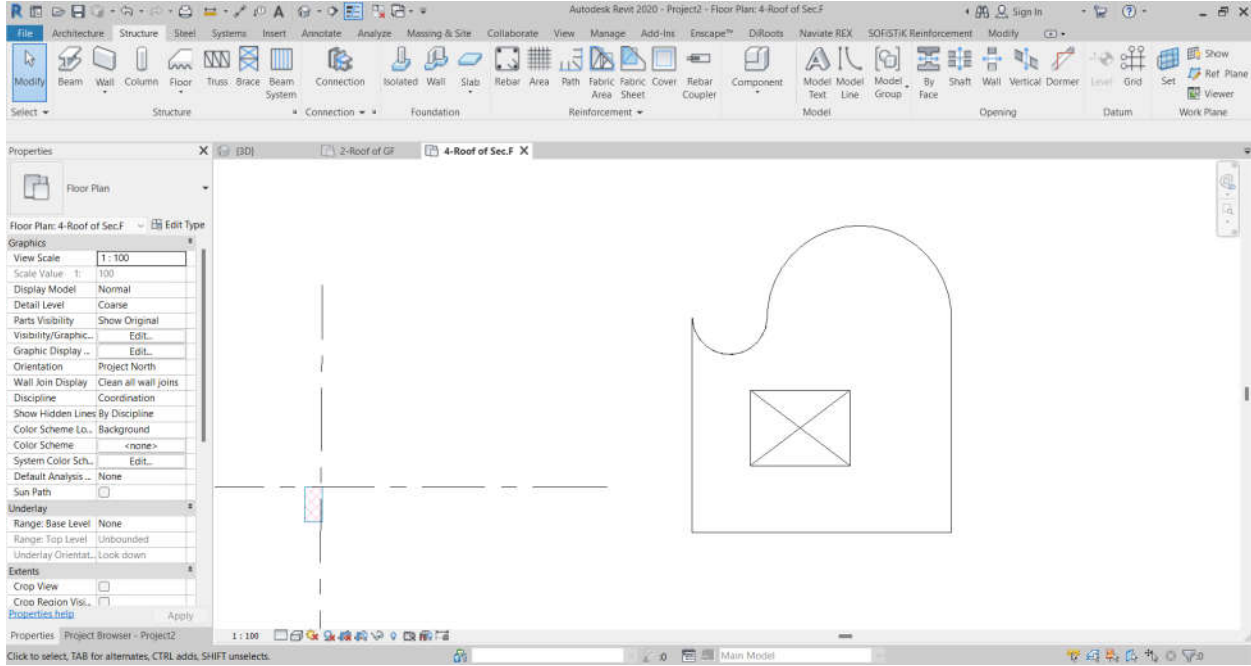 Autodesk Revit 2020 - Project2 - Floor Plan: 4-Roof of Sec.F
Sign In
File Architecture Structure Steel Systems Insert Annotate Analyze Massing & Site Collaborate View Manage Add-Ins Enscape™ DiRoots Naviate REX SOFiSTiK Reinforcement Modify
Modify Beam Wall Column Floor Truss Brace Beam System Connection Isolated Wall Slab Rebar Area Path Fabric Area Fabric Sheet Cover Rebar Coupler Component Model Text Model Line Model Group By Face Shaft Wall Vertical Dormer Level Grid Set Show
Ref Plane
Viewer
Select Structure Connection Foundation Reinforcement Model Opening Datum Work Plane
Properties X {3D} 2-Roof of GF 4-Roof of Sec.F X
Floor Plan
Floor Plan: 4-Roof of Sec.F Edit Type
Graphics
View Scale 1 : 100
Scale Value 1: 100
Display Model Normal
Detail Level Coarse
Parts Visibility Show Original
Visibility/Graphic... Edit...
Graphic Display ... Edit...
Orientation Project North
Wall Join Display Clean all wall joins
Discipline Coordination
Show Hidden Lines By Discipline
Color Scheme Lo... Background
Color Scheme <none>
System Color Sch... Edit...
Default Analysis ... None
Sun Path
Underlay
Range: Base Level None
Range: Top Level Unbounded
Underlay Orientat... Look down
Extents
Crop View
Crop Region Visi...
Properties help Apply
Properties Project Browser - Project2 1 : 100
Click to select, TAB for alternates, CTRL adds, SHIFT unselects. :0 Main Model :0